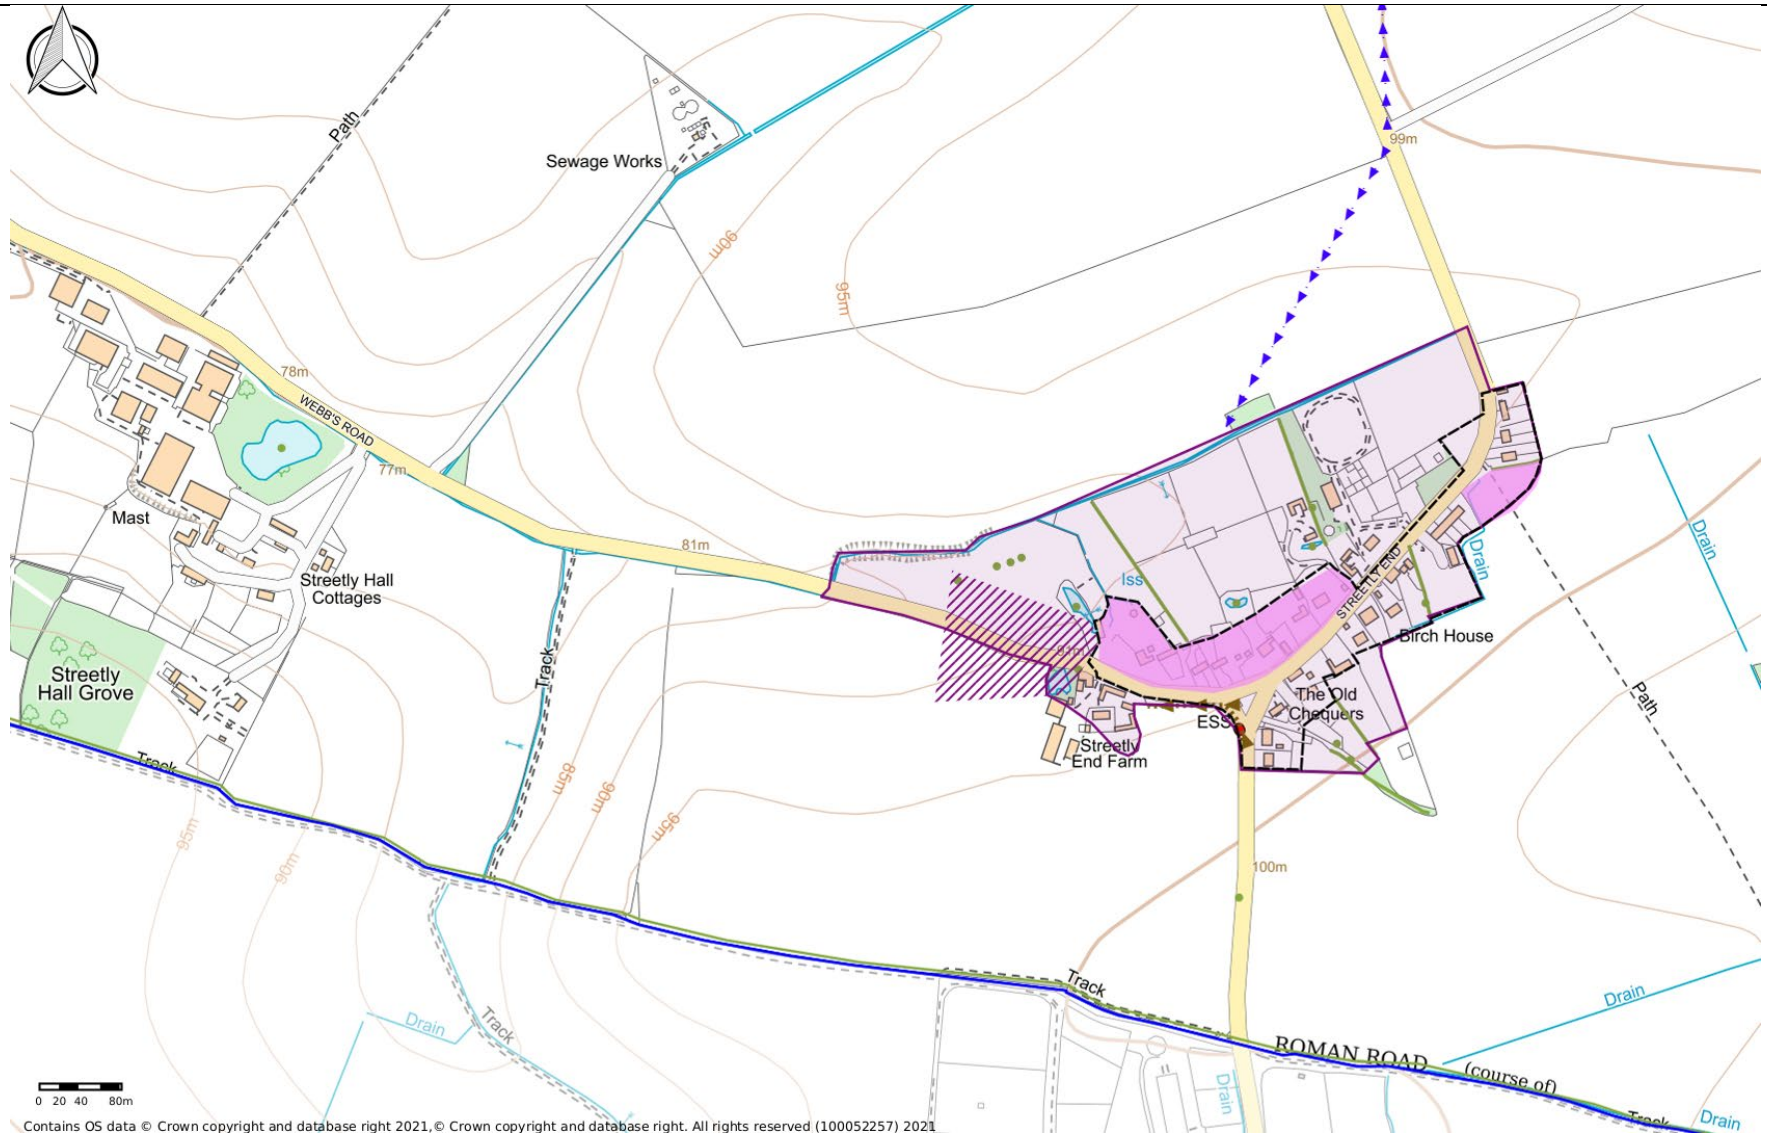 Path
Sewage Works
99m
90m
95m
78m
WEBB'S ROAD
77m
Mast
81m
Streetly Hall
Cottages
Iss
STREETLY END
Drain
Drain
Birch House
91m
Streetly
Hall Grove
Track
The Old
Chequers
ESS
Path
Streetly
End Farm
Track
85m
90m
95m
95m
90m
100m
Track
Drain
Track
Drain
ROMAN ROAD
(course of)
Drain
Track
Drain
0 20 40 80m
Contains OS data © Crown copyright and database right 2021,© Crown copyright and database right. All rights reserved (100052257) 2021